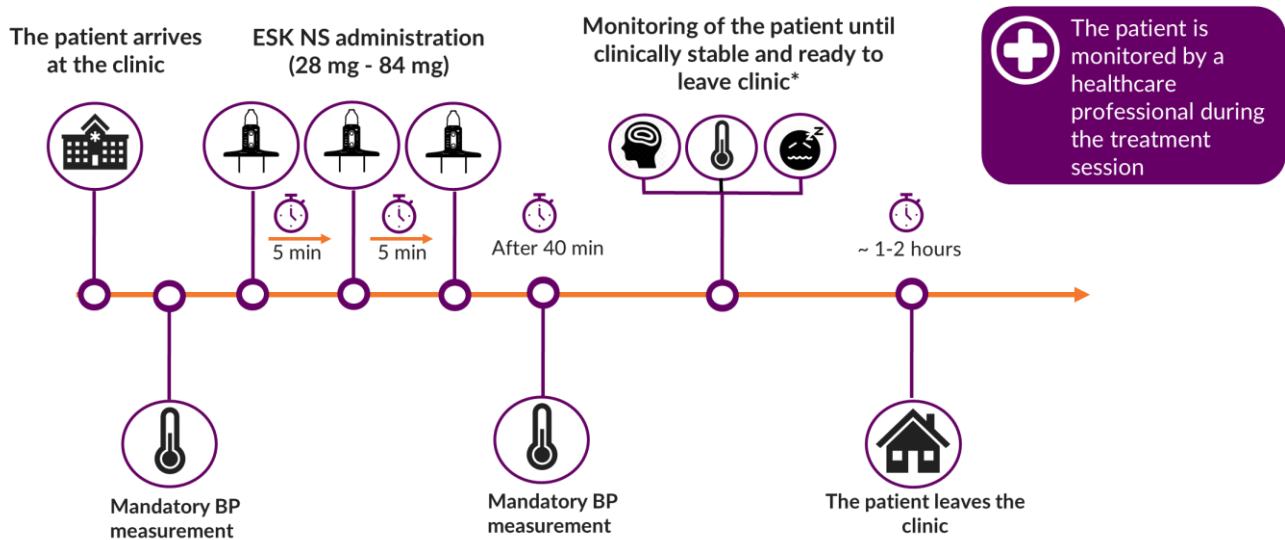 The patient arrives
at the clinic
ESK NS administration
(28 mg - 84 mg)
Monitoring of the patient until
clinically stable and ready to
leave clinic*
The patient is
monitored by a
healthcare
professional during
the treatment
session
5 min
5 min
After 40 min
~ 1-2 hours
Mandatory BP
measurement
Mandatory BP
measurement
The patient leaves the
clinic